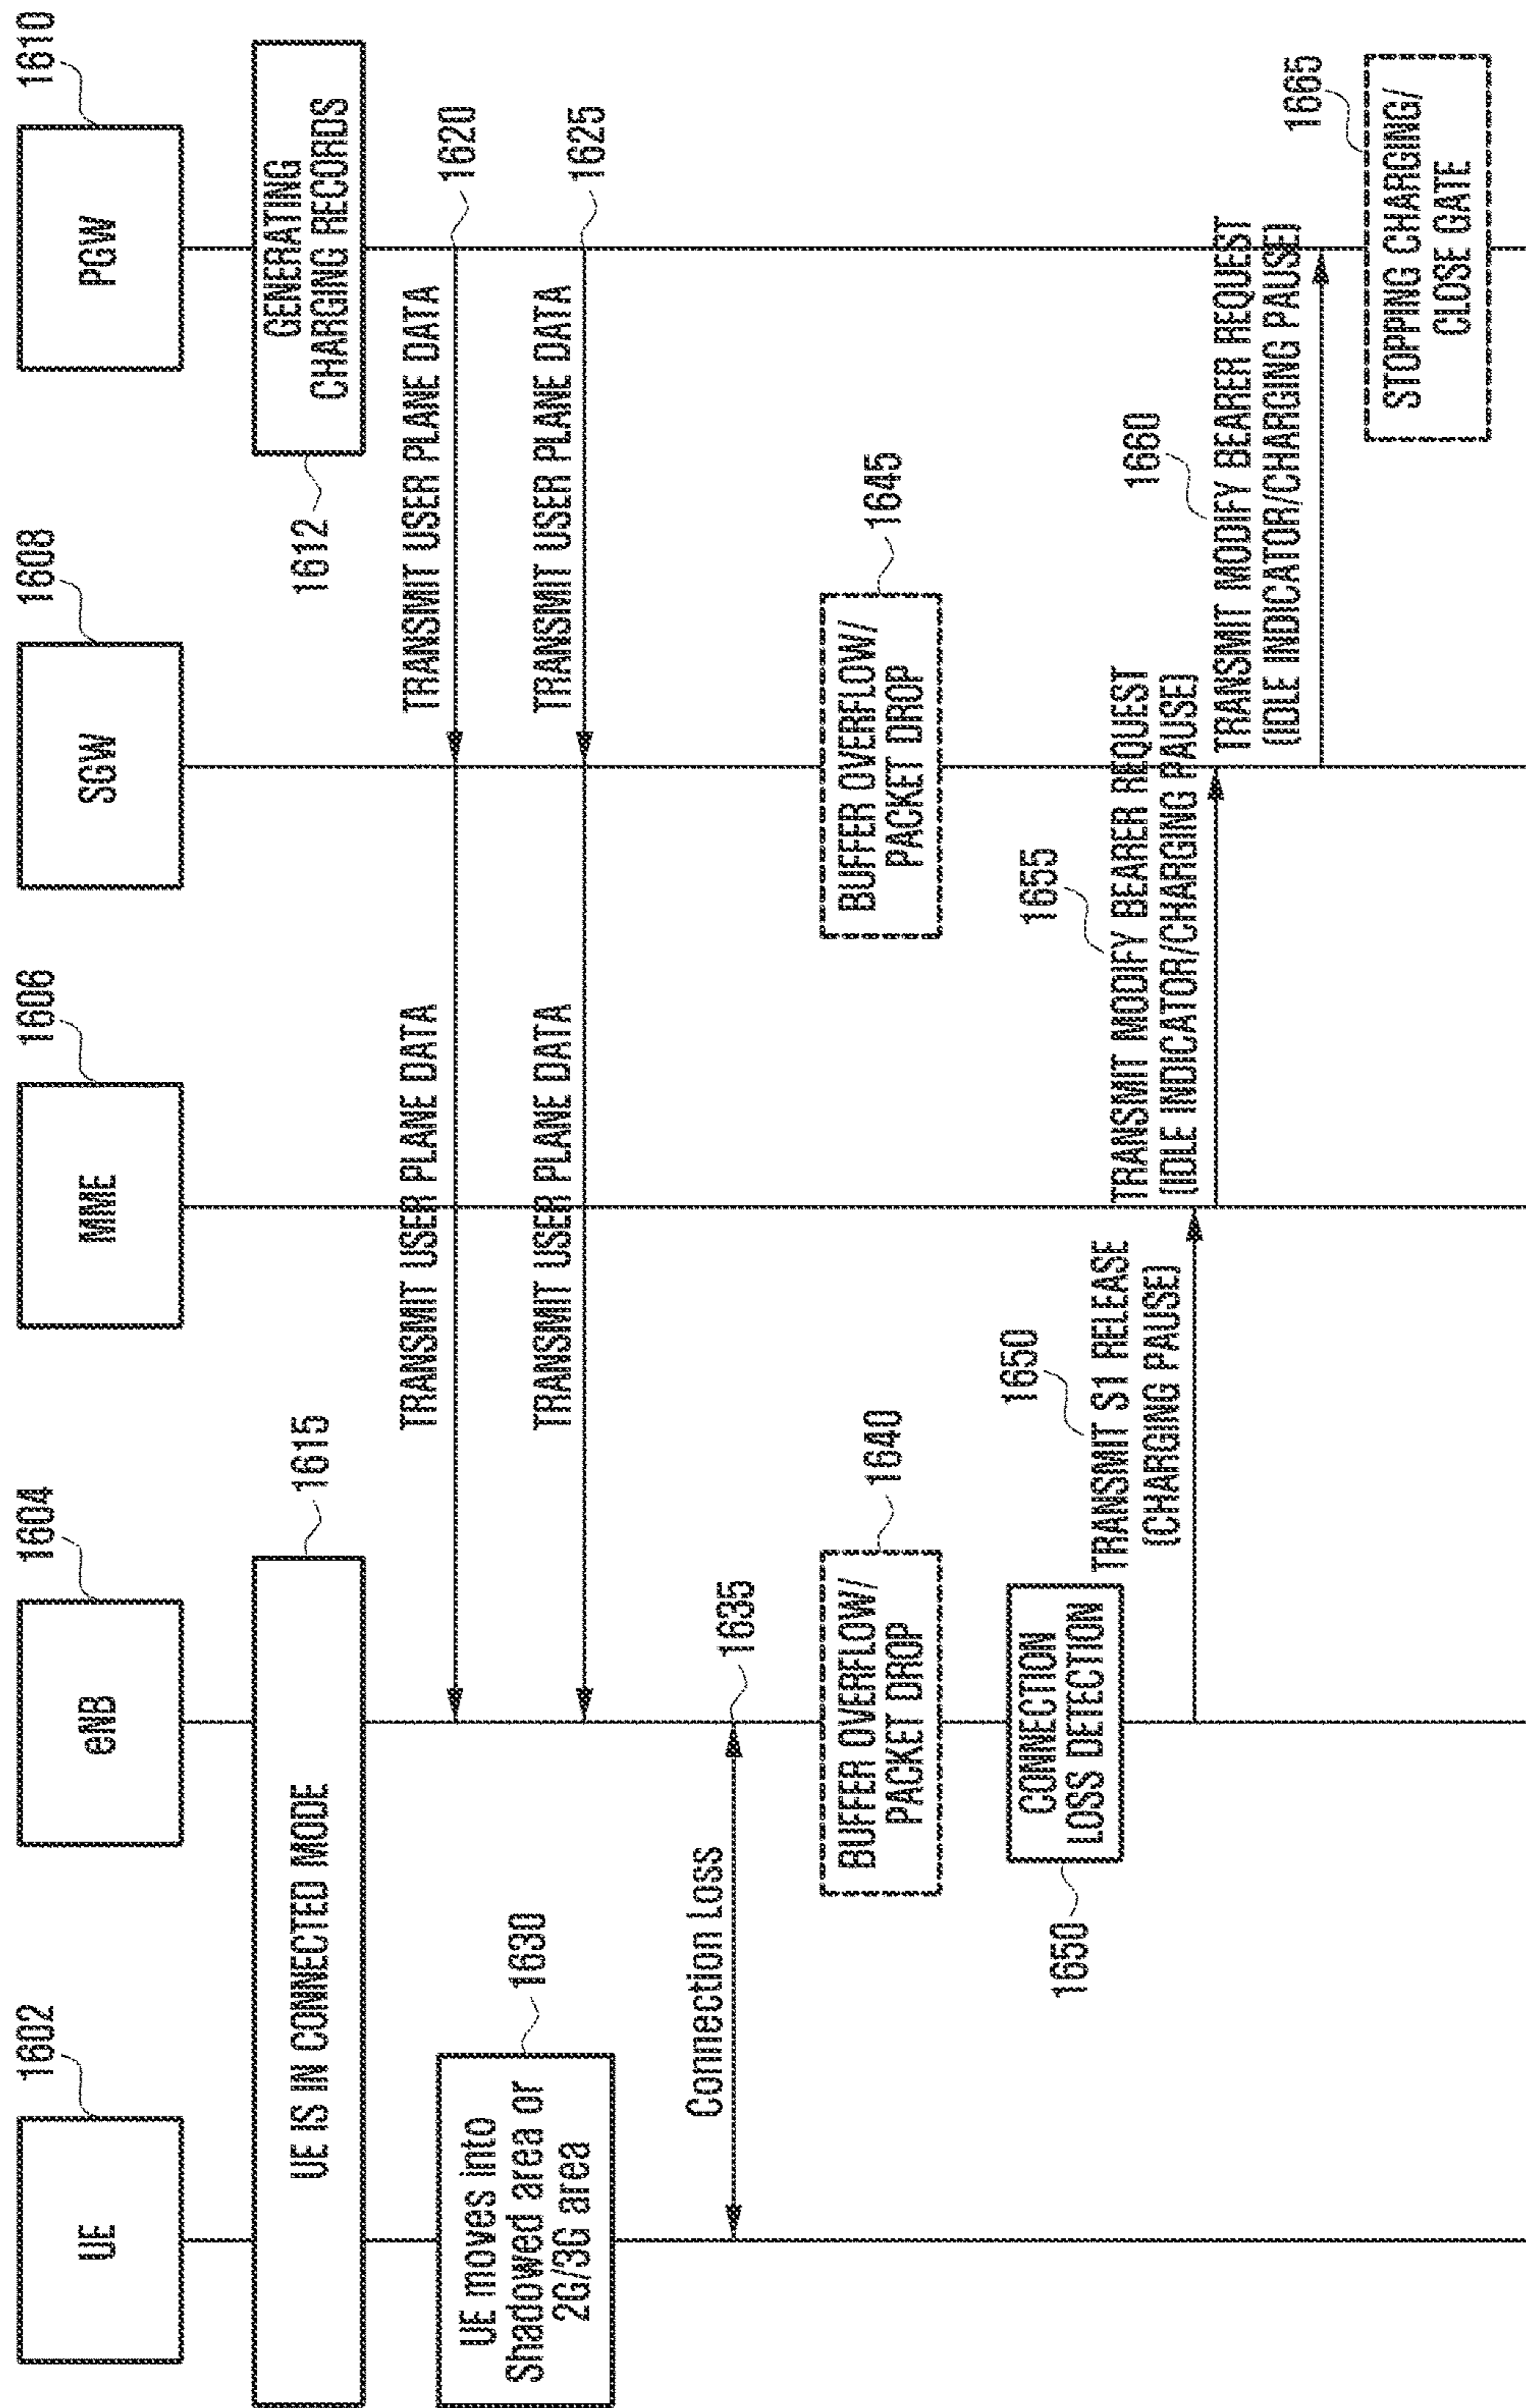 1602
1604
1606
1608
1610
UE
eNB
MME
SGW
PGW
UE IS IN CONNECTED MODE
1615
1612
GENERATING
CHARGING RECORDS
TRANSMIT USER PLANE DATA
TRANSMIT USER PLANE DATA
1620
UE moves into
Shadowed area or
2G/3G area
1630
TRANSMIT USER PLANE DATA
TRANSMIT USER PLANE DATA
1625
Connection Loss
1635
BUFFER OVERFLOW/
PACKET DROP
1640
BUFFER OVERFLOW/
PACKET DROP
1645
1650
CONNECTION
LOSS DETECTION
1650
TRANSMIT S1 RELEASE
(CHARGING PAUSE)
1655
TRANSMIT MODIFY BEARER REQUEST
(IDLE INDICATOR/CHARGING PAUSE)
1660
TRANSMIT MODIFY BEARER REQUEST
(IDLE INDICATOR/CHARGING PAUSE)
1665
STOPPING CHARGING/
CLOSE GATE